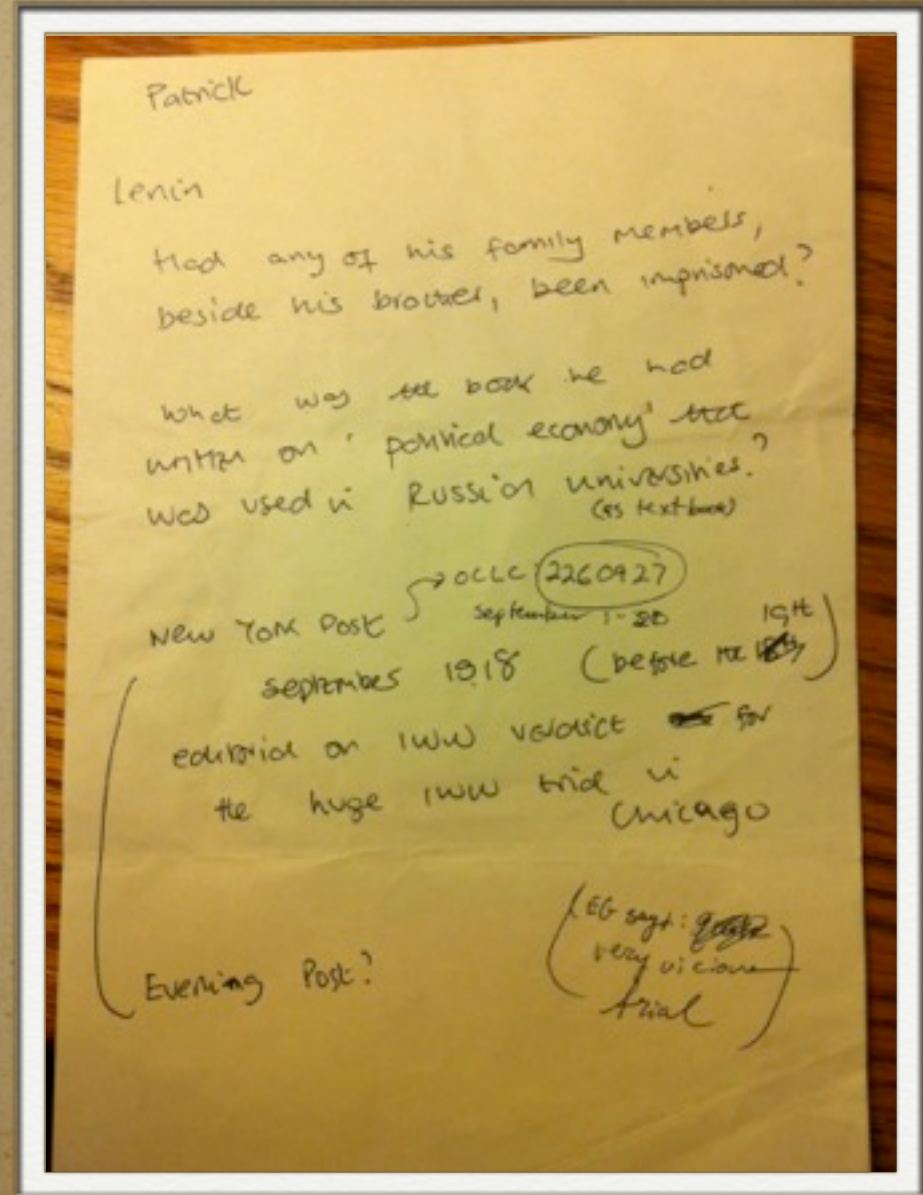 Patrick
Lenin
Had any of his family members,
beside his brother, been imprisoned?
What was the book he had
written on 'political economy' that
was used in Russian universities?
(as textbook)
OCLC 2260927
New York Post
September 1-20
19th
September 1918 (before the
editorial on IWW verdict for
the huge IWW trial in
Chicago
(EG says:
very vicious
trial)
Evening Post?